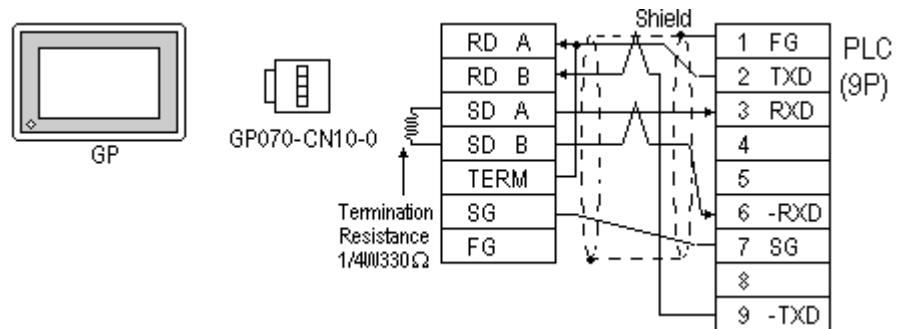 GP
GP070-CN10-0
Termination
Resistance
1/4W330Ω
RD A
RD B
SD A
SD B
TERM
SG
FG
Shield
1 FG
2 TXD
3 RXD
4
5
6 -RXD
7 SG
8
9 -TXD
PLC
(9P)